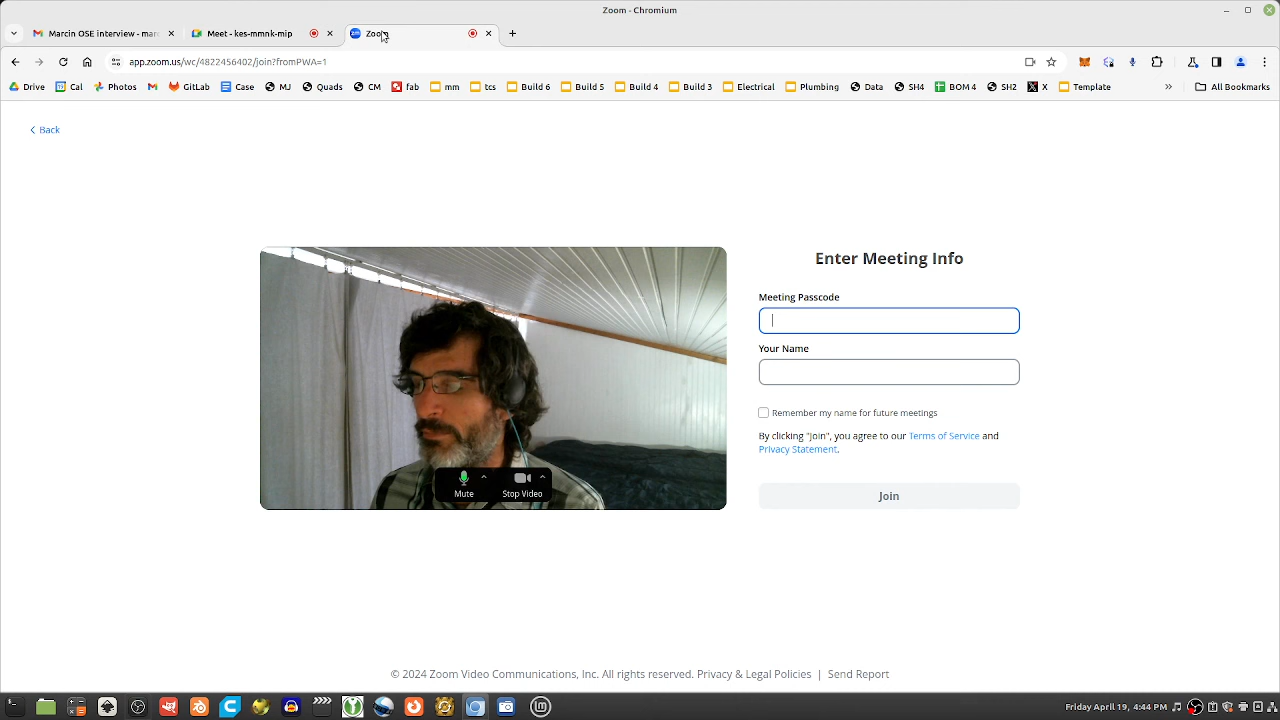 Zoom - Chromium
Marcin OSE interview - mar
Meet - kes-mmnk-mip
Zoo
app.zoom.us/wc/4822456402/join?fromPWA=1
Drive Cal Photos GitLab Case MJ Quads CM fab mm tcs Build 6 Build 5 Build 4 Build 3 Electrical Plumbing Data SH4 BOM 4 SH2 X Template » All Bookmarks
Back
Enter Meeting Info
Meeting Passcode
Your Name
Remember my name for future meetings
By clicking "Join", you agree to our Terms of Service and
Privacy Statement.
Mute
Stop Video
Join
© 2024 Zoom Video Communications, Inc. All rights reserved. Privacy & Legal Policies | Send Report
Friday April 19, 4:44 PM